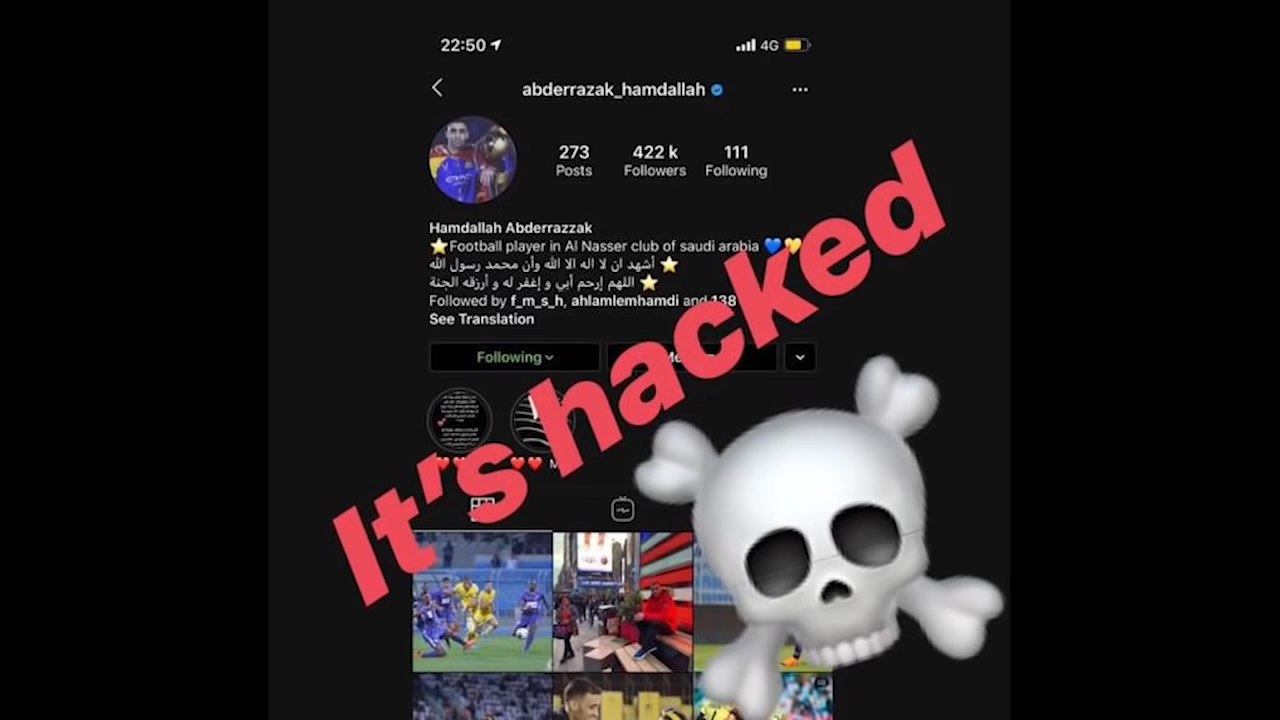 22:50
4G
abderrazak_hamdallah
273
422 k
111
Posts
Followers
Following
Hamdallah Abderrazzak
⭐Football player in Al Nasser club of saudi arabia 💙💛
⭐ أشهد ان لا اله الا الله وأن محمد رسول الله
⭐ اللهم إرحم أبي و إغفر له و أرزقه الجنة
Followed by f_m_s_h, ahlamlemhamdi and 138
See Translation
Following
It's hacked